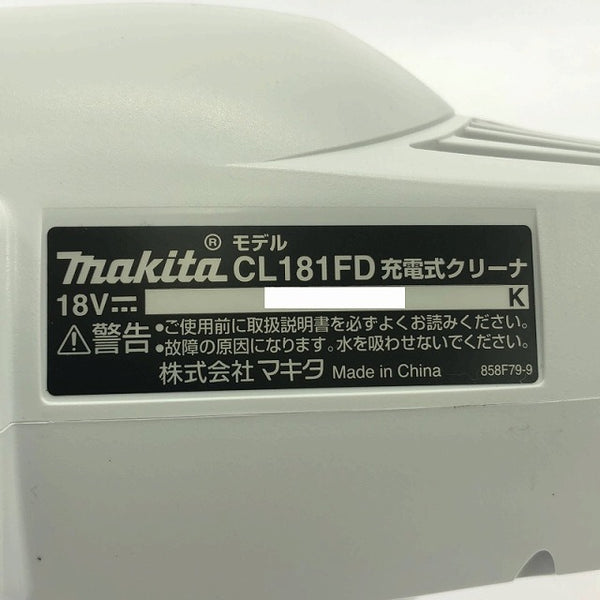 makita® モデル CL181FD 充電式クリーナ
18V⎓ K
⚠警告 •ご使用前に取扱説明書を必ずよくお読みください。
•故障の原因になります。水を吸わせないでください。
株式会社マキタ Made in China 858F79-9